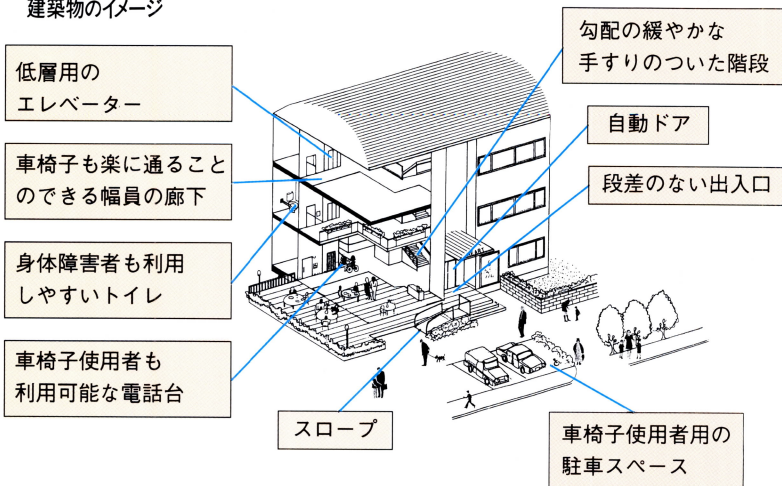 建築物のイメージ
低層用の
エレベーター
車椅子も楽に通ること
のできる幅員の廊下
身体障害者も利用
しやすいトイレ
車椅子使用者も
利用可能な電話台
スロープ
勾配の緩やかな
手すりのついた階段
自動ドア
段差のない出入口
車椅子使用者用の
駐車スペース